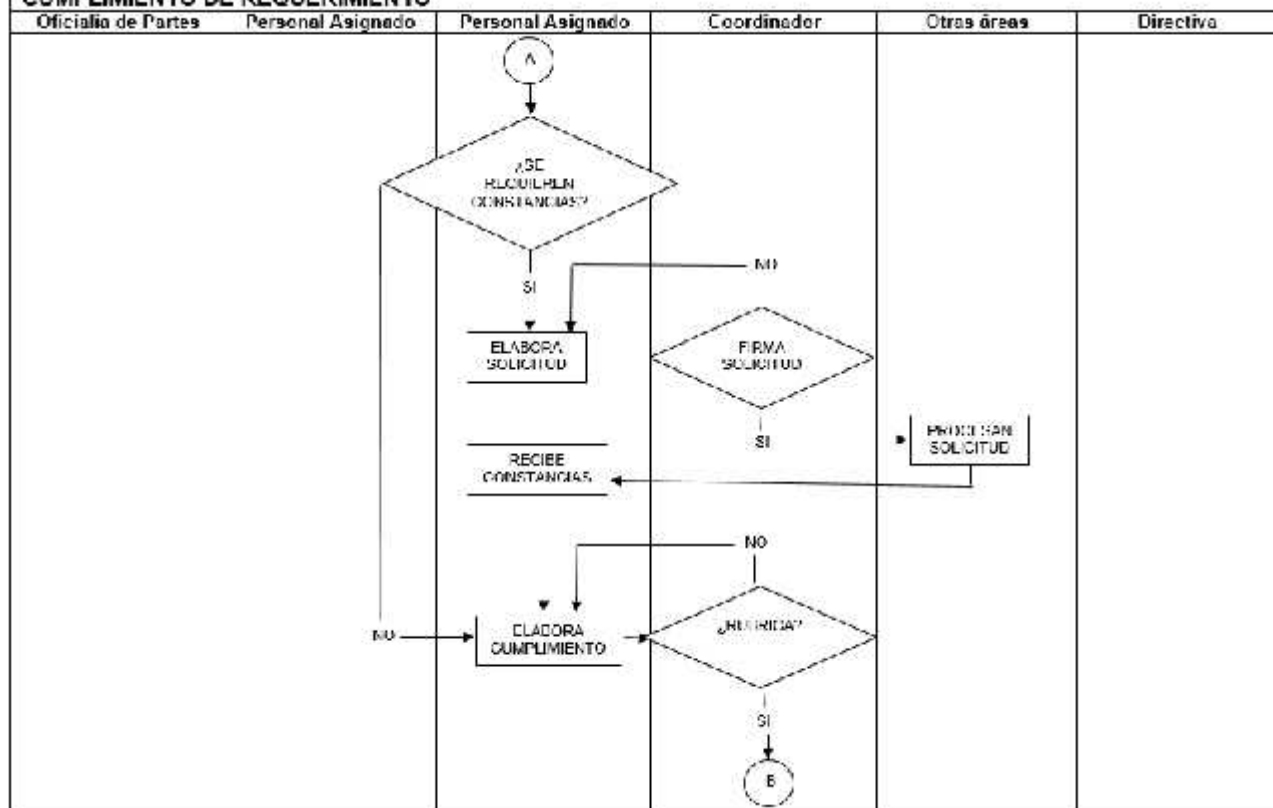 CUMPLIMIENTO DE REQUERIMIENTO
Oficialia de Partes Personal Asignado Personal Asignado Coordinador Otras áreas Directiva
A
¿SE
REQUIEREN
CONSTANCIAS?
NO
SI
ELABORA
SOLICITUD
FIRMA
SOLICITUD
SI
PROCESAN
SOLICITUD
RECIBE
CONSTANCIAS
NO
NO
ELABORA
CUMPLIMIENTO
¿RUBRICA?
SI
B